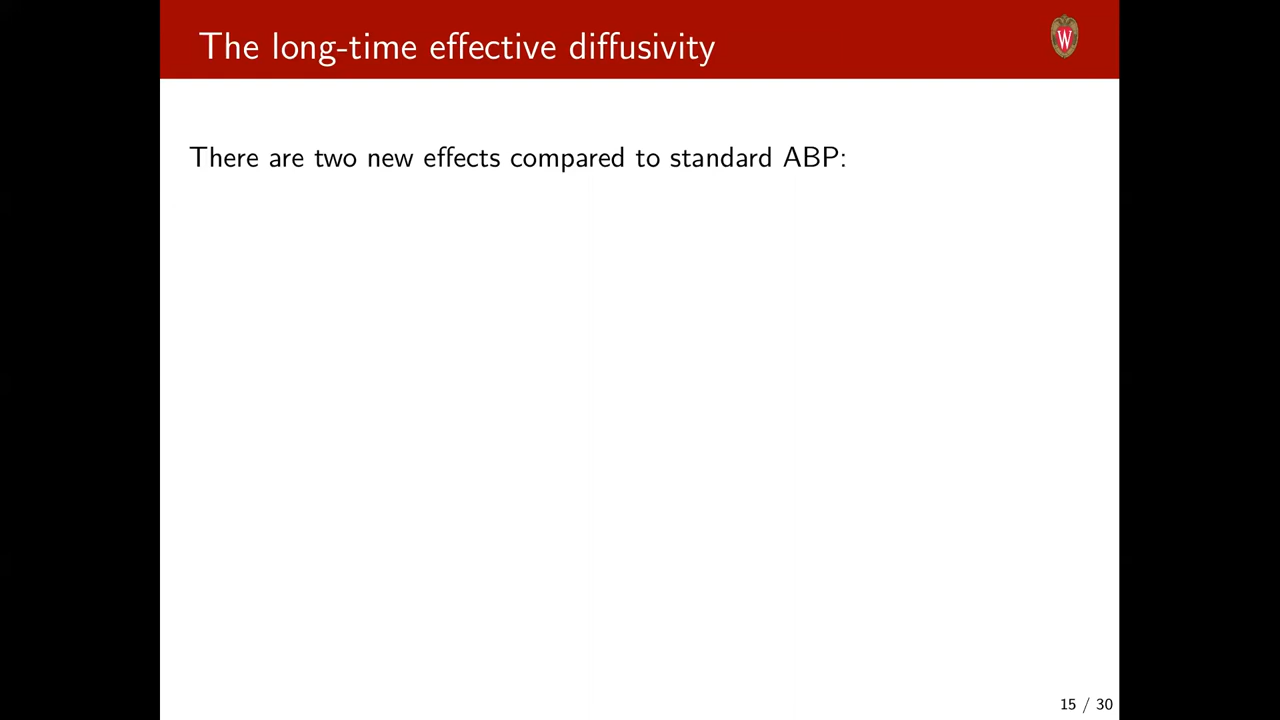 The long-time effective diffusivity
W
There are two new effects compared to standard ABP:
15 / 30